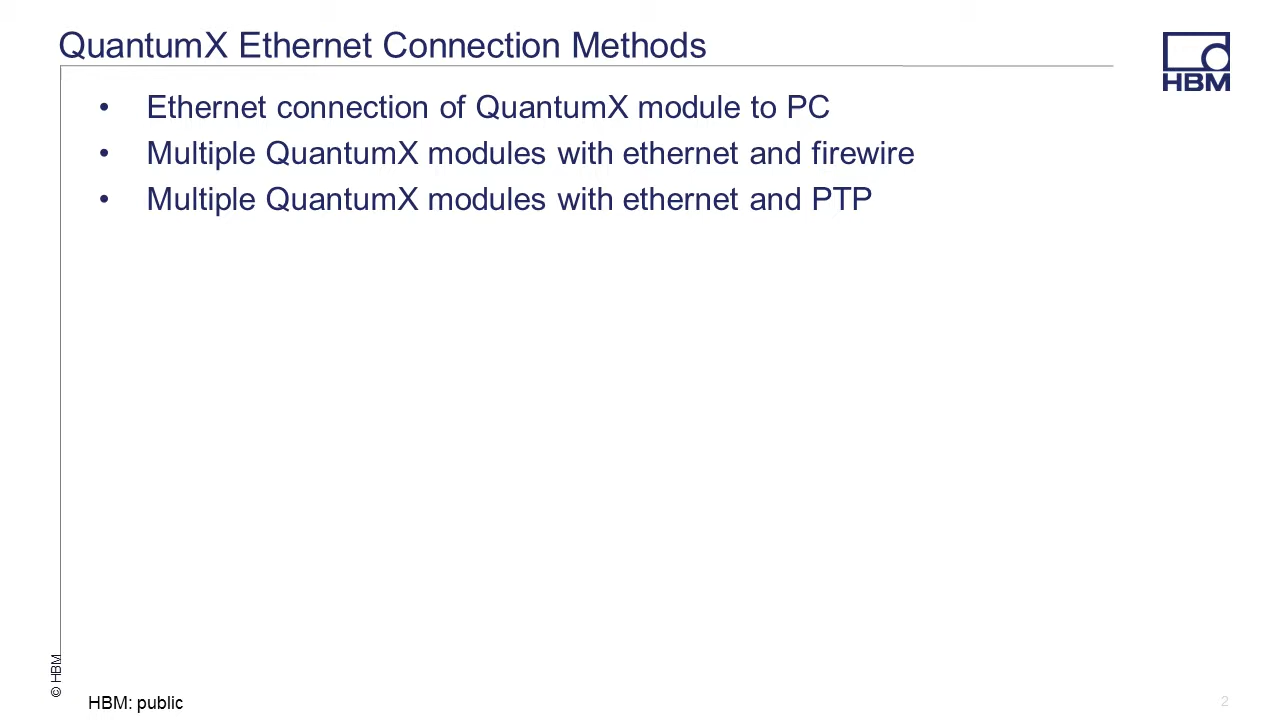 QuantumX Ethernet Connection Methods
HBM
• Ethernet connection of QuantumX module to PC
• Multiple QuantumX modules with ethernet and firewire
• Multiple QuantumX modules with ethernet and PTP
© HBM
HBM: public
2